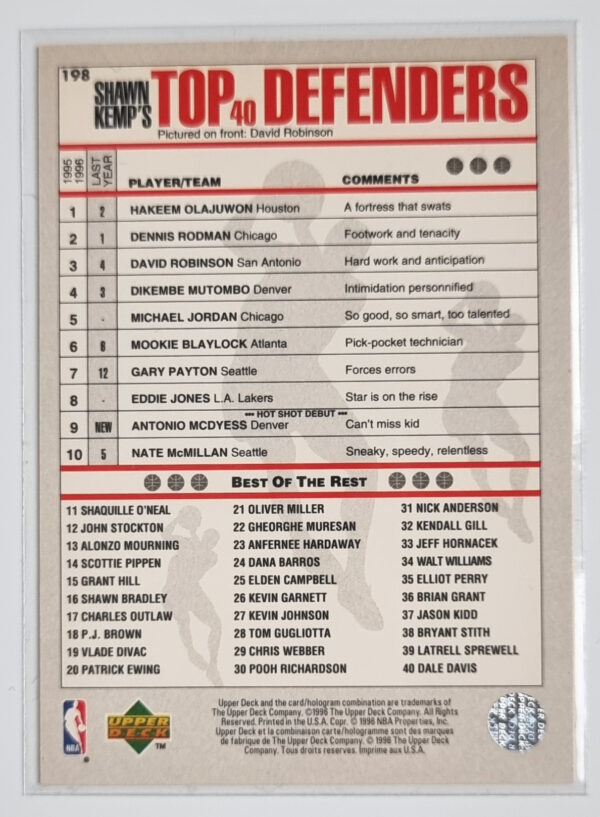 198
SHAWN KEMP'S TOP 40 DEFENDERS
Pictured on front: David Robinson
1995 1996 LAST YEAR PLAYER/TEAM COMMENTS
1 2 HAKEEM OLAJUWON Houston A fortress that swats
2 1 DENNIS RODMAN Chicago Footwork and tenacity
3 4 DAVID ROBINSON San Antonio Hard work and anticipation
4 3 DIKEMBE MUTOMBO Denver Intimidation personnified
5 - MICHAEL JORDAN Chicago So good, so smart, too talented
6 6 MOOKIE BLAYLOCK Atlanta Pick-pocket technician
7 12 GARY PAYTON Seattle Forces errors
8 - EDDIE JONES L.A. Lakers Star is on the rise
••• HOT SHOT DEBUT •••
9 NEW ANTONIO MCDYESS Denver Can't miss kid
10 5 NATE McMILLAN Seattle Sneaky, speedy, relentless
BEST OF THE REST
11 SHAQUILLE O'NEAL
12 JOHN STOCKTON
13 ALONZO MOURNING
14 SCOTTIE PIPPEN
15 GRANT HILL
16 SHAWN BRADLEY
17 CHARLES OUTLAW
18 P.J. BROWN
19 VLADE DIVAC
20 PATRICK EWING
21 OLIVER MILLER
22 GHEORGHE MURESAN
23 ANFERNEE HARDAWAY
24 DANA BARROS
25 ELDEN CAMPBELL
26 KEVIN GARNETT
27 KEVIN JOHNSON
28 TOM GUGLIOTTA
29 CHRIS WEBBER
30 POOH RICHARDSON
31 NICK ANDERSON
32 KENDALL GILL
33 JEFF HORNACEK
34 WALT WILLIAMS
35 ELLIOT PERRY
36 BRIAN GRANT
37 JASON KIDD
38 BRYANT STITH
39 LATRELL SPREWELL
40 DALE DAVIS
NBA ®
UPPER DECK TM
Upper Deck and the card/hologram combination are trademarks of
The Upper Deck Company. ©1996 The Upper Deck Company. All Rights
Reserved. Printed in the U.S.A. Copr. © 1996 NBA Properties, Inc.
Upper Deck et la combinaison carte/hologramme sont des marques
de fabrique de The Upper Deck Company. © 1996 The Upper Deck
Company. Tous droits reserves. Imprime aux U.S.A.